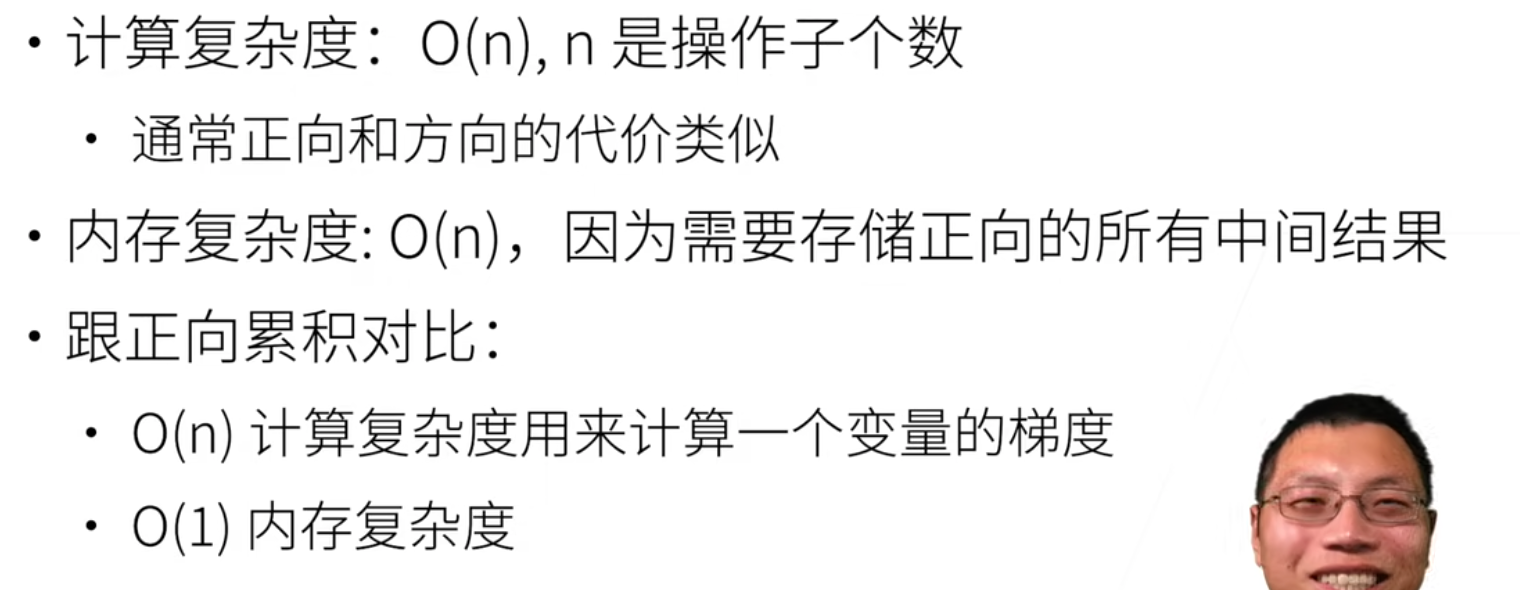 • 计算复杂度：O(n), n 是操作子个数
• 通常正向和方向的代价类似
• 内存复杂度: O(n)，因为需要存储正向的所有中间结果
• 跟正向累积对比：
• O(n) 计算复杂度用来计算一个变量的梯度
• O(1) 内存复杂度